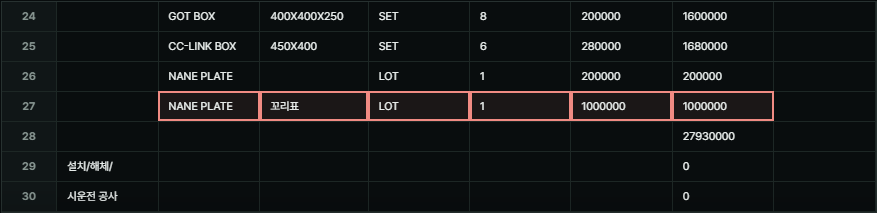 24 GOT BOX 400X400X250 SET 8 200000 1600000
25 CC-LINK BOX 450X400 SET 6 280000 1680000
26 NANE PLATE LOT 1 200000 200000
27 NANE PLATE 꼬리표 LOT 1 1000000 1000000
28 27930000
29 설치/해체/ 0
30 시운전 공사 0